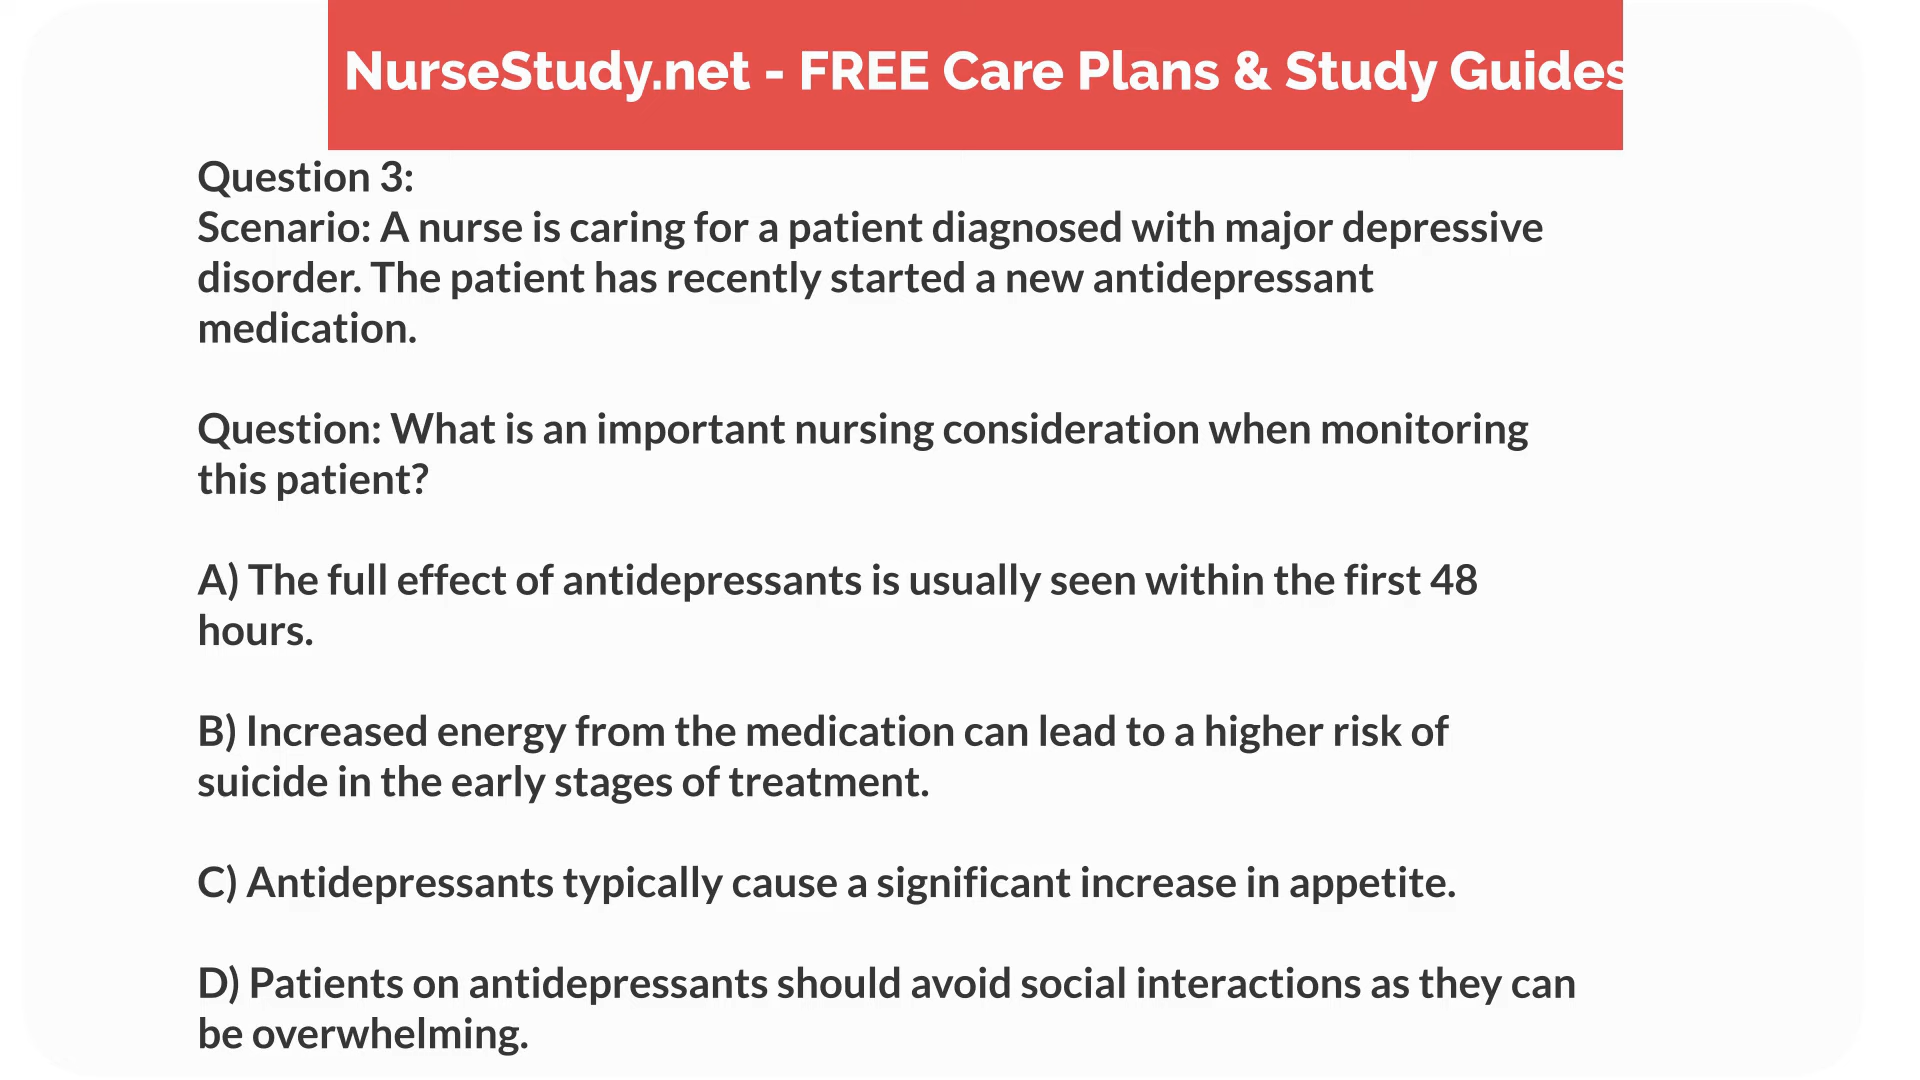 NurseStudy.net - FREE Care Plans & Study Guides
Question 3:
Scenario: A nurse is caring for a patient diagnosed with major depressive
disorder. The patient has recently started a new antidepressant
medication.
Question: What is an important nursing consideration when monitoring
this patient?
A) The full effect of antidepressants is usually seen within the first 48
hours.
B) Increased energy from the medication can lead to a higher risk of
suicide in the early stages of treatment.
C) Antidepressants typically cause a significant increase in appetite.
D) Patients on antidepressants should avoid social interactions as they can
be overwhelming.